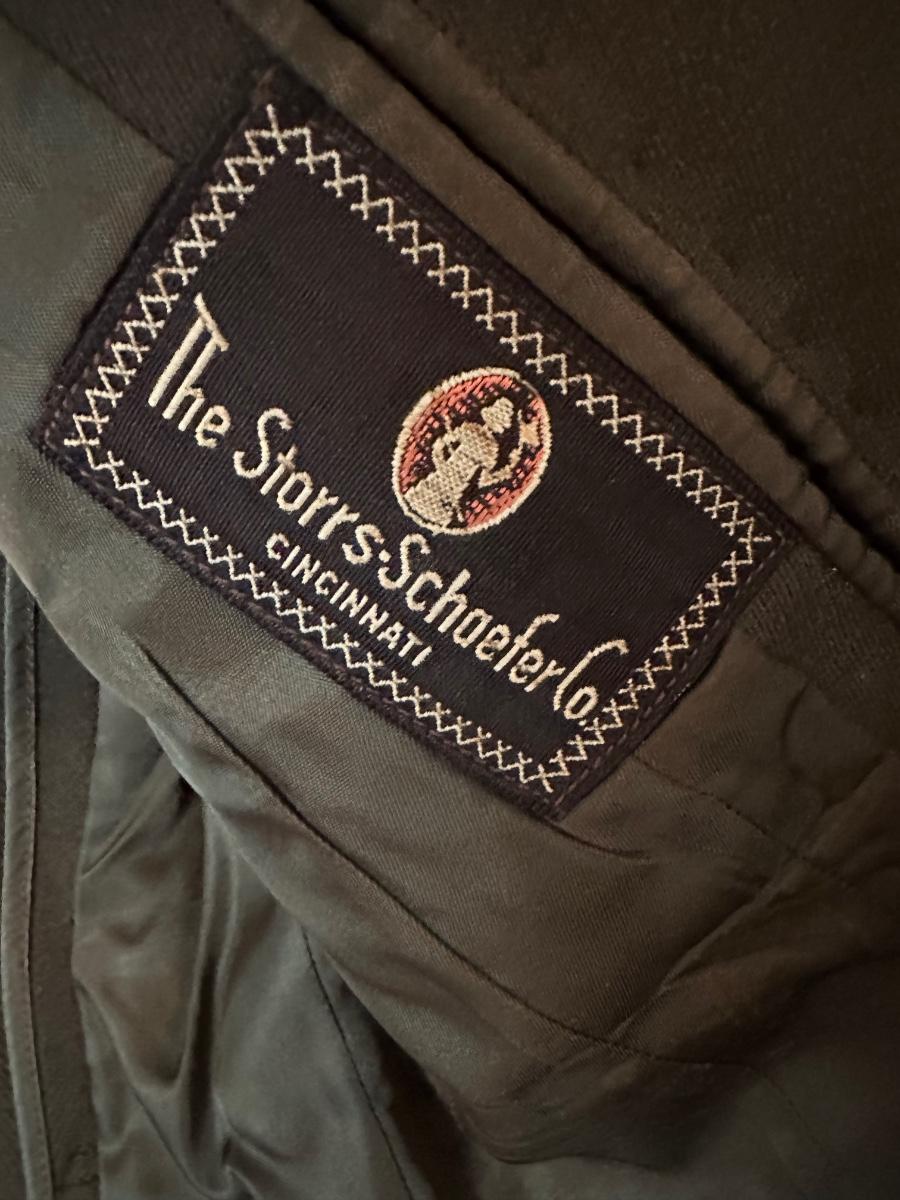 The Storrs-Schaefer Co.
CINCINNATI